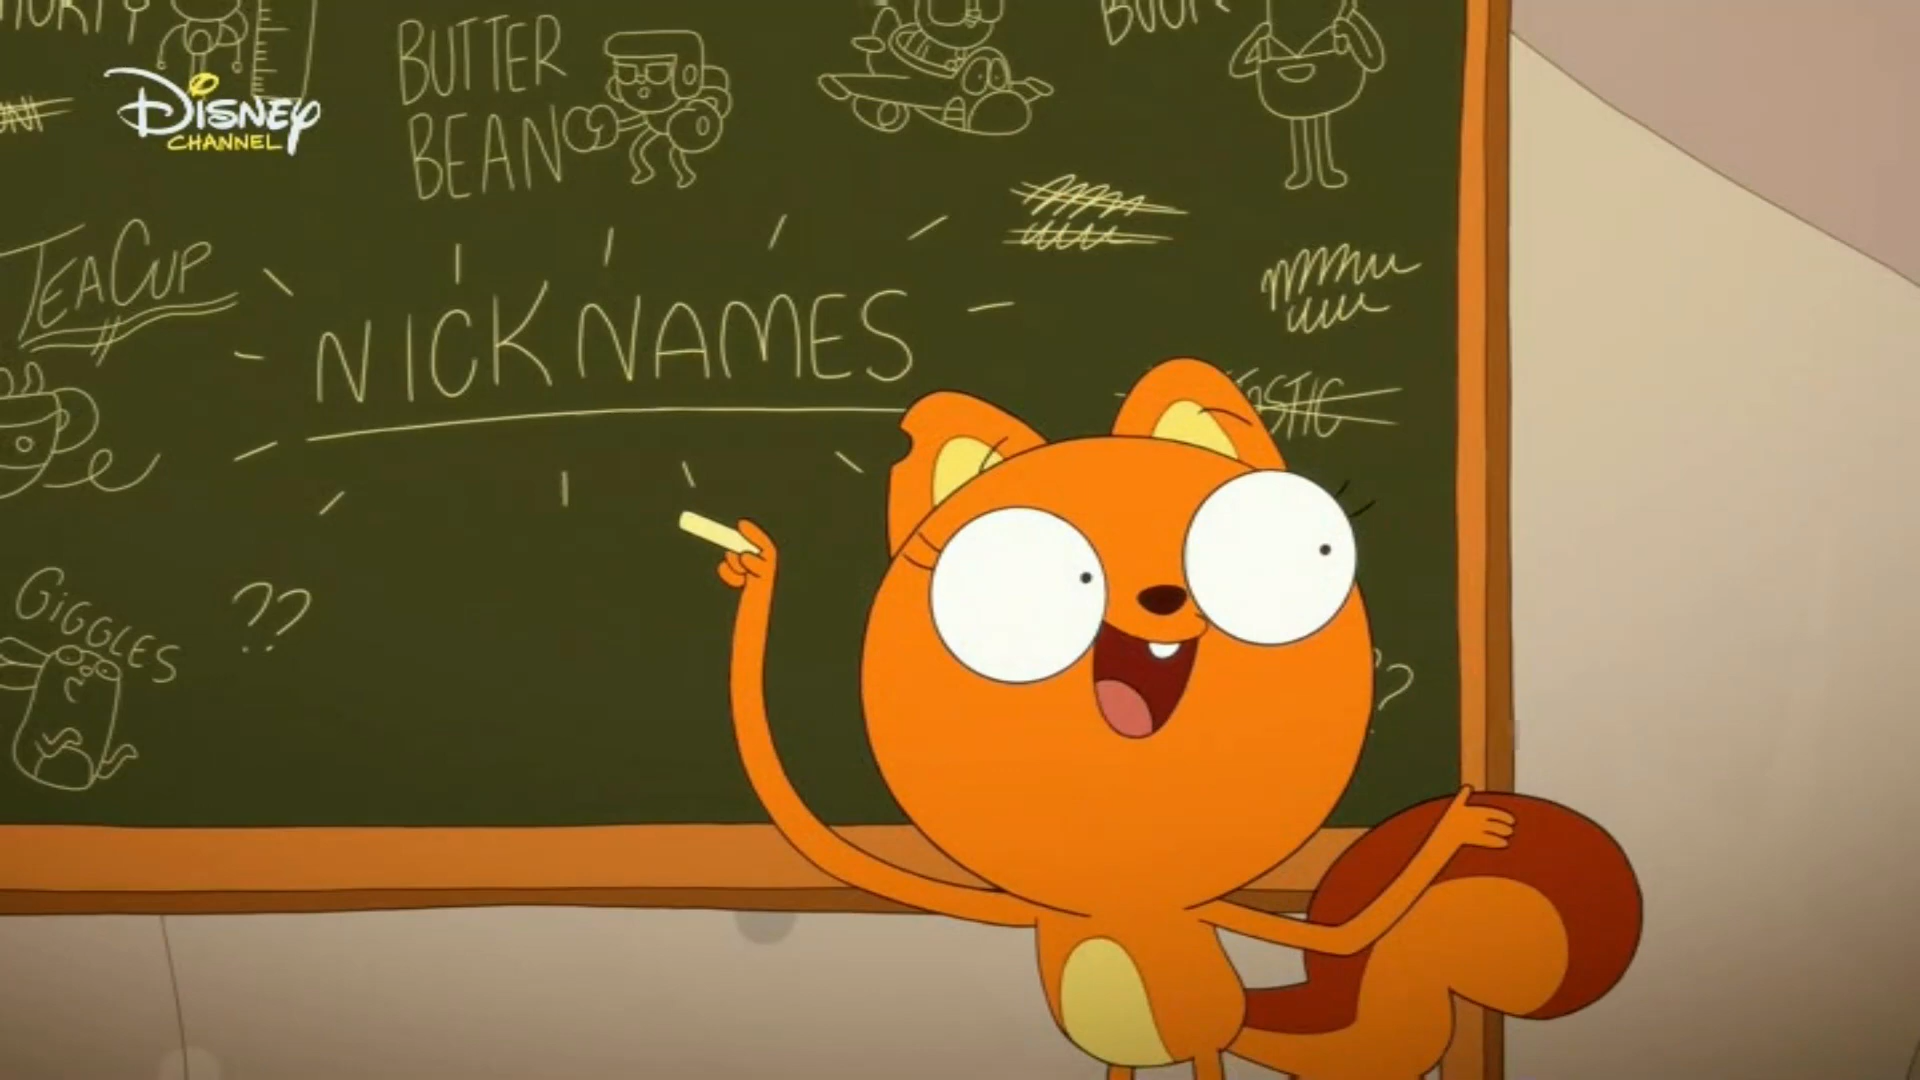 BUTTER
BEAN
DISNEY
CHANNEL
TEACUP
NICKNAMES
GIGGLES
??
?